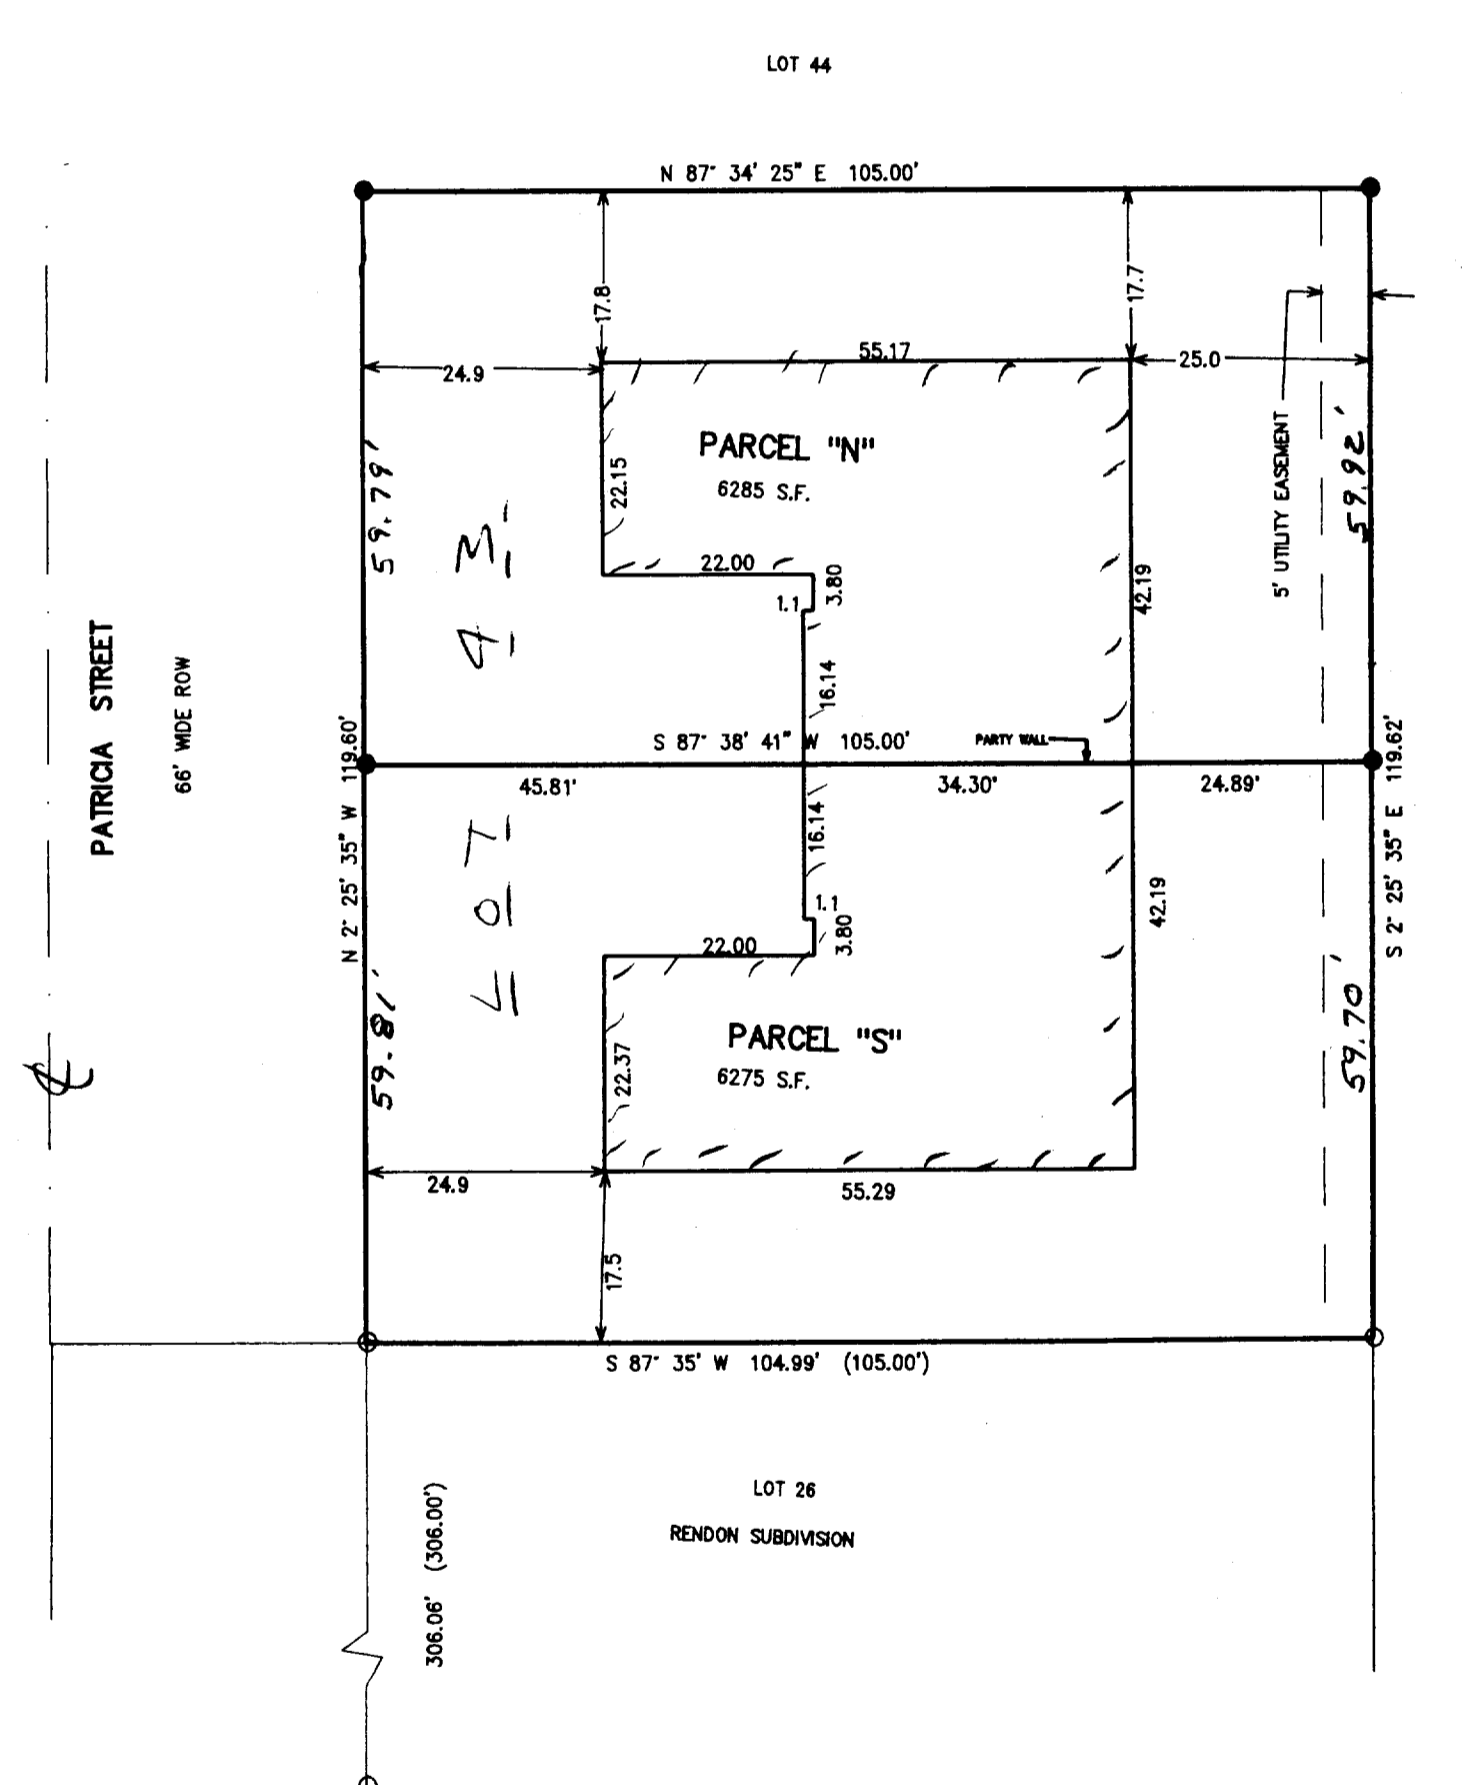 LOT 44
N 87° 34' 25" E 105.00'
17.8
17.7
55.17
24.9
25.0
PARCEL "N"
6285 S.F.
22.15
59.79'
59.92'
5' UTILITY EASEMENT
22.00
3.80
1.1
42.19
16.14
LOT 43
PATRICIA STREET
66' WIDE ROW
N 2° 25' 35" W 119.60'
S 87° 38' 41" W 105.00'
PARTY WALL
S 2° 25' 35" E 119.62'
45.81'
34.30'
24.89'
16.14
1.1
3.80
42.19
22.00
PARCEL "S"
6275 S.F.
22.37
59.81'
59.70'
24.9
55.29
17.5
S 87° 35' W 104.99' (105.00')
LOT 26
RENDON SUBDIVISION
306.06' (306.00')